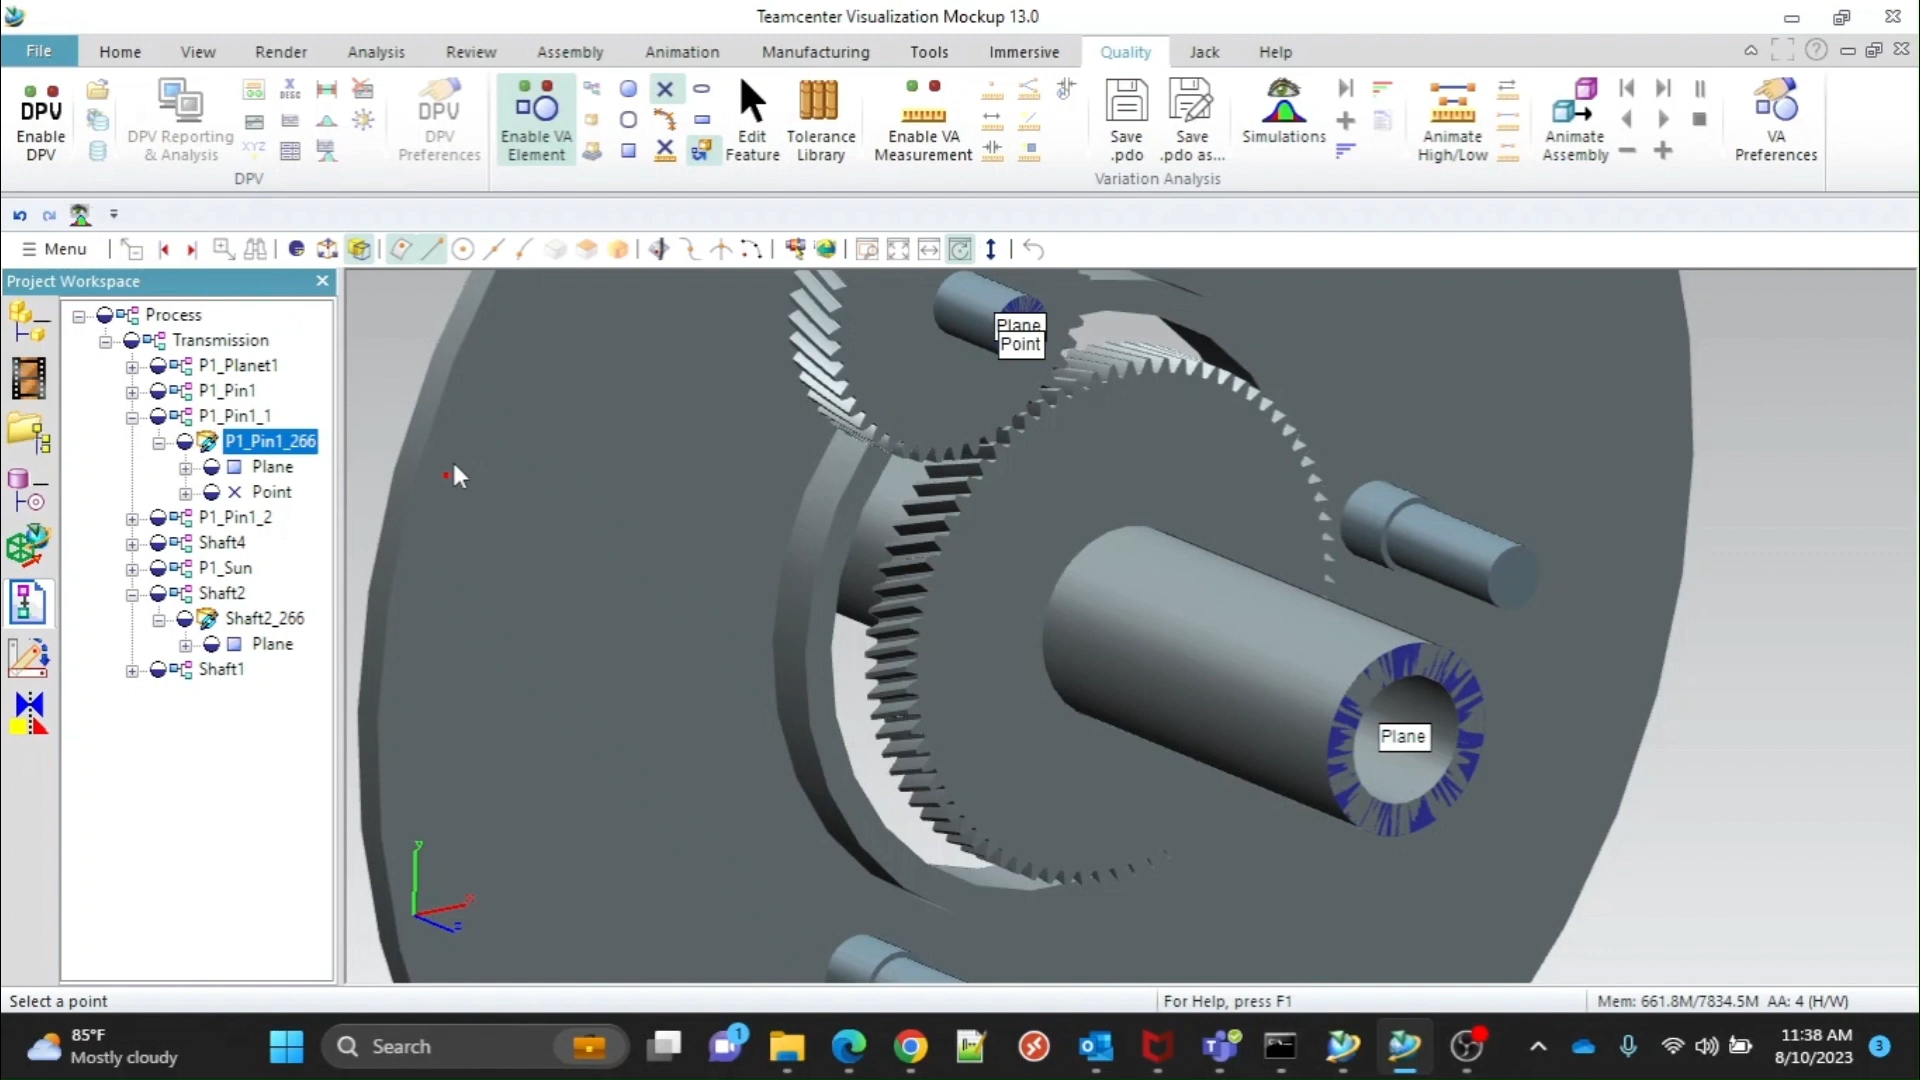 Teamcenter Visualization Mockup 13.0
File Home View Render Analysis Review Assembly Animation Manufacturing Tools Immersive Quality Jack Help
DPV
Enable
DPV
DPV Reporting
& Analysis
DESC
XYZ
DPV
Preferences
DPV
Enable VA
Element
Edit
Feature
Tolerance
Library
Enable VA
Measurement
Save
.pdo
Save
.pdo as...
Simulations
Animate
High/Low
Animate
Assembly
VA
Preferences
Variation Analysis
Menu
Project Workspace
Process
Transmission
P1_Planet1
P1_Pin1
P1_Pin1_1
P1_Pin1_266
Plane
Point
P1_Pin1_2
Shaft4
P1_Sun
Shaft2
Shaft2_266
Plane
Shaft1
Plane
Point
Plane
Y
X
Z
Select a point
For Help, press F1
Mem: 661.8M/7834.5M AA: 4 (H/W)
85°F
Mostly cloudy
Search
1
11:38 AM
8/10/2023
3